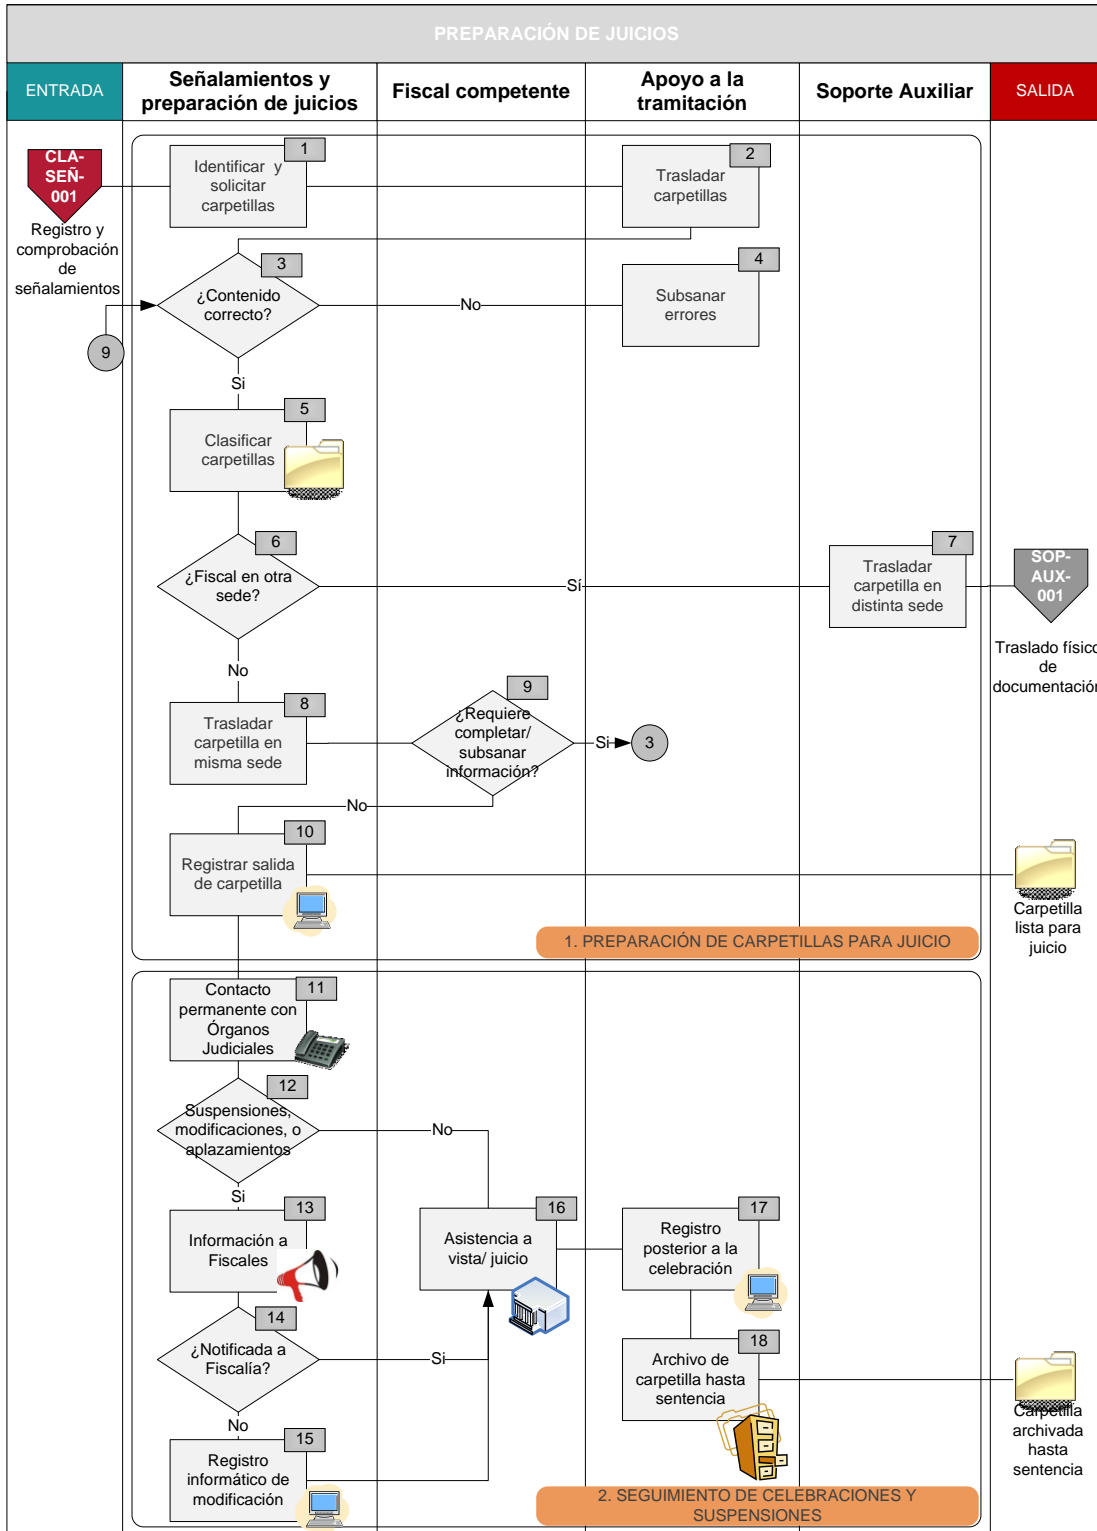 PREPARACIÓN DE JUICIOS
ENTRADA
Señalamientos y
preparación de juicios
Fiscal competente
Apoyo a la
tramitación
Soporte Auxiliar
SALIDA
CLA-
SEÑ-
001
Registro y
comprobación
de
señalamientos
1
Identificar y
solicitar
carpetillas
2
Trasladar
carpetillas
3
¿Contenido
correcto?
No
4
Subsanar
errores
9
Si
5
Clasificar
carpetillas
6
¿Fiscal en otra
sede?
Sí
7
Trasladar
carpetilla en
distinta sede
SOP-
AUX-
001
Traslado físico
de
documentación
No
8
Trasladar
carpetilla en
misma sede
9
¿Requiere
completar/
subsanar
información?
Si
3
No
10
Registrar salida
de carpetilla
Carpetilla
lista para
juicio
1. PREPARACIÓN DE CARPETILLAS PARA JUICIO
11
Contacto
permanente con
Órganos
Judiciales
12
Suspensiones,
modificaciones, o
aplazamientos
No
Si
13
Información a
Fiscales
16
Asistencia a
vista/ juicio
17
Registro
posterior a la
celebración
14
¿Notificada a
Fiscalía?
Si
18
Archivo de
carpetilla hasta
sentencia
Carpetilla
archivada
hasta
sentencia
No
15
Registro
informático de
modificación
2. SEGUIMIENTO DE CELEBRACIONES Y
SUSPENSIONES